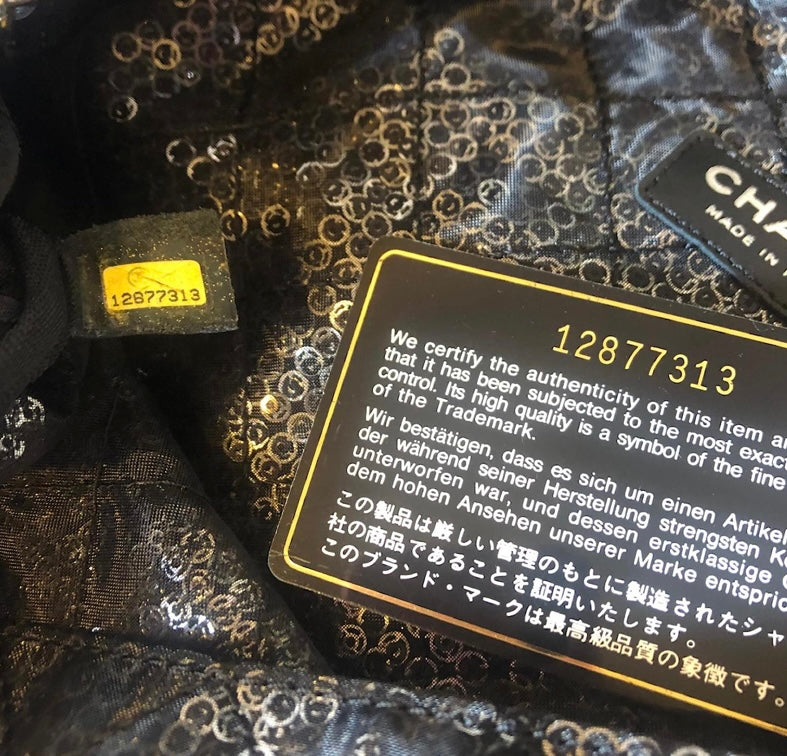 CHA
MADE IN
12877313
12877313
We certify the authenticity of this item
that it has been subjected to the most exact
control. Its high quality is a symbol of the fine
of the Trademark.
Wir bestätigen, dass es sich um einen Artikel
der während seiner Herstellung strengsten
unterworfen war, und dessen erstklassige
dem hohen Ansehen unserer Marke entspric
この製品は厳しい管理のもとに製造されたシャ
社の商品であることを証明いたします。
このブランド・マークは最高級品質の象徴です。